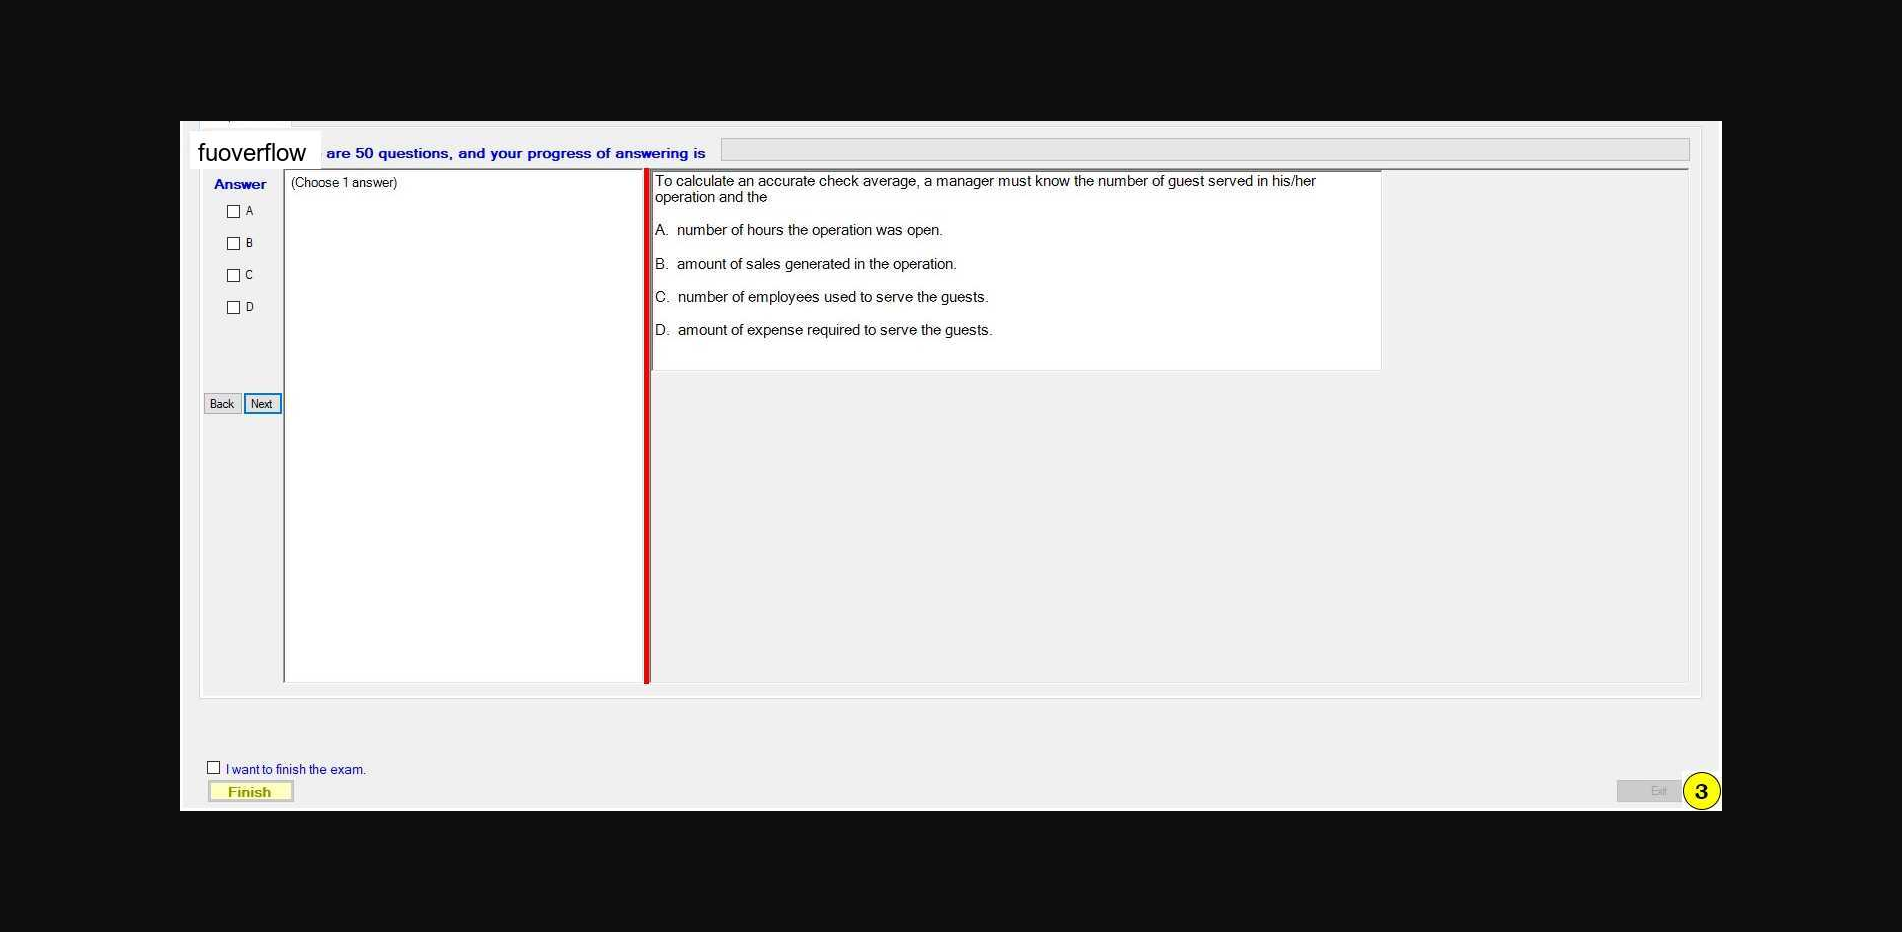 fuoverflow are 50 questions, and your progress of answering is
Answer
(Choose 1 answer)
A
B
C
D
Back Next
To calculate an accurate check average, a manager must know the number of guest served in his/her
operation and the
A. number of hours the operation was open.
B. amount of sales generated in the operation.
C. number of employees used to serve the guests.
D. amount of expense required to serve the guests.
I want to finish the exam.
Finish
Exit
3